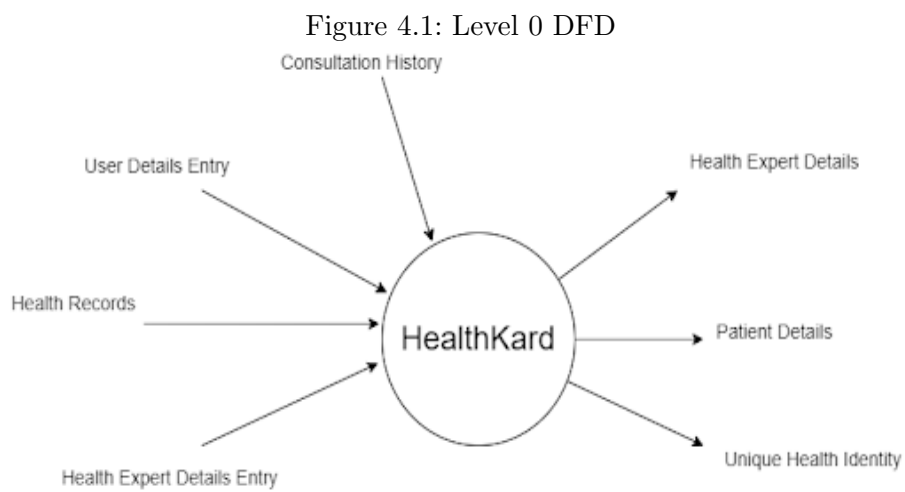 Figure 4.1: Level 0 DFD
Consultation History
User Details Entry
Health Expert Details
Health Records
HealthKard
Patient Details
Unique Health Identity
Health Expert Details Entry